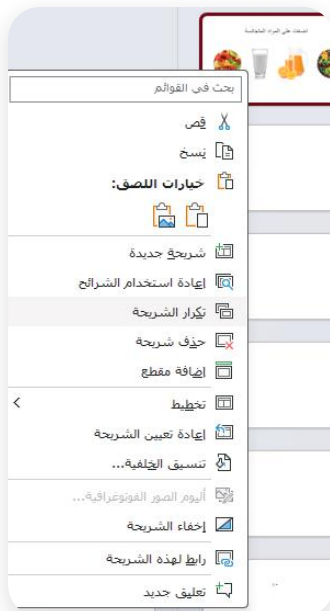 بحث في القوائم
قص
نسخ
خيارات اللصق:
شريحة جديدة
إعادة استخدام الشرائح
تكرار الشريحة
حذف شريحة
إضافة مقطع
تخطيط
إعادة تعيين الشريحة
تنسيق الخلفية...
ألبوم الصور الفوتوغرافية...
إخفاء الشريحة
رابط لهذه الشريحة
تعليق جديد